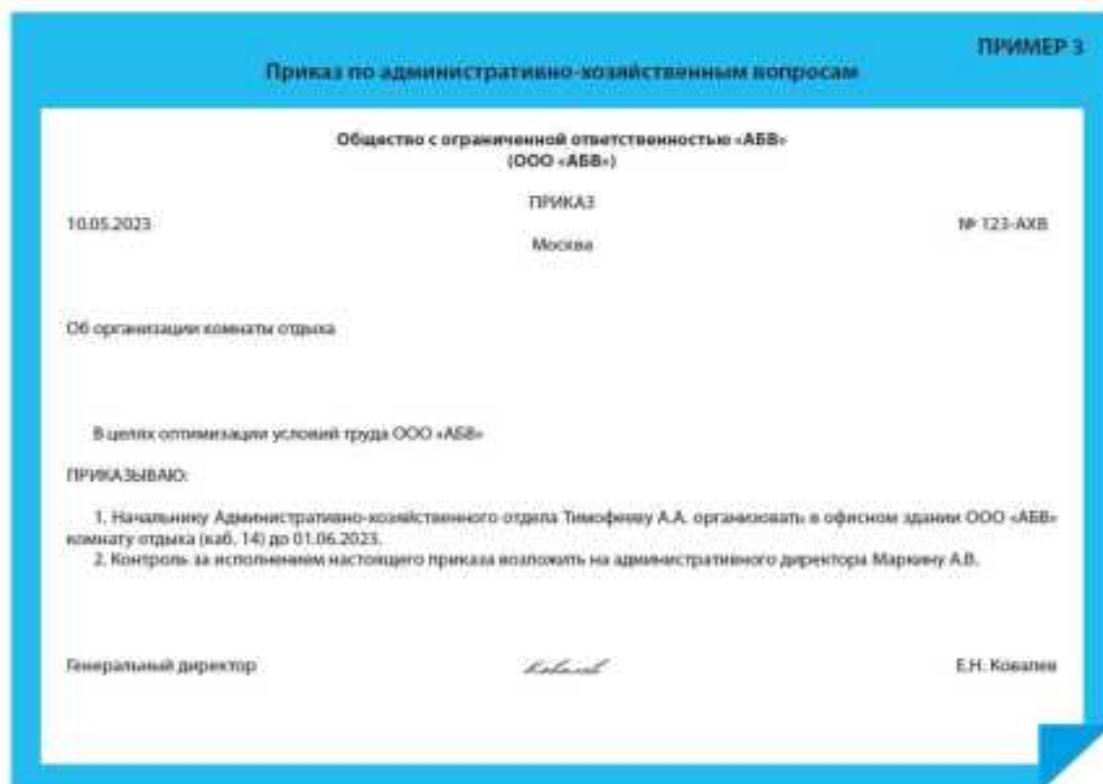 ПРИМЕР 3
Приказ по административно-хозяйственным вопросам
Общество с ограниченной ответственностью «АБВ»
(ООО «АБВ»)
ПРИКАЗ
10.05.2023 № 123-АХВ
Москва
Об организации комнаты отдыха
В целях оптимизации условий труда ООО «АБВ»
ПРИКАЗЫВАЮ:
1. Начальнику Административно-хозяйственного отдела Тимофееву А.А. организовать в офисном здании ООО «АБВ»
комнату отдыха (каб. 14) до 01.06.2023.
2. Контроль за исполнением настоящего приказа возложить на административного директора Маркину А.В.
Генеральный директор Ковалев Е.Н. Ковалев